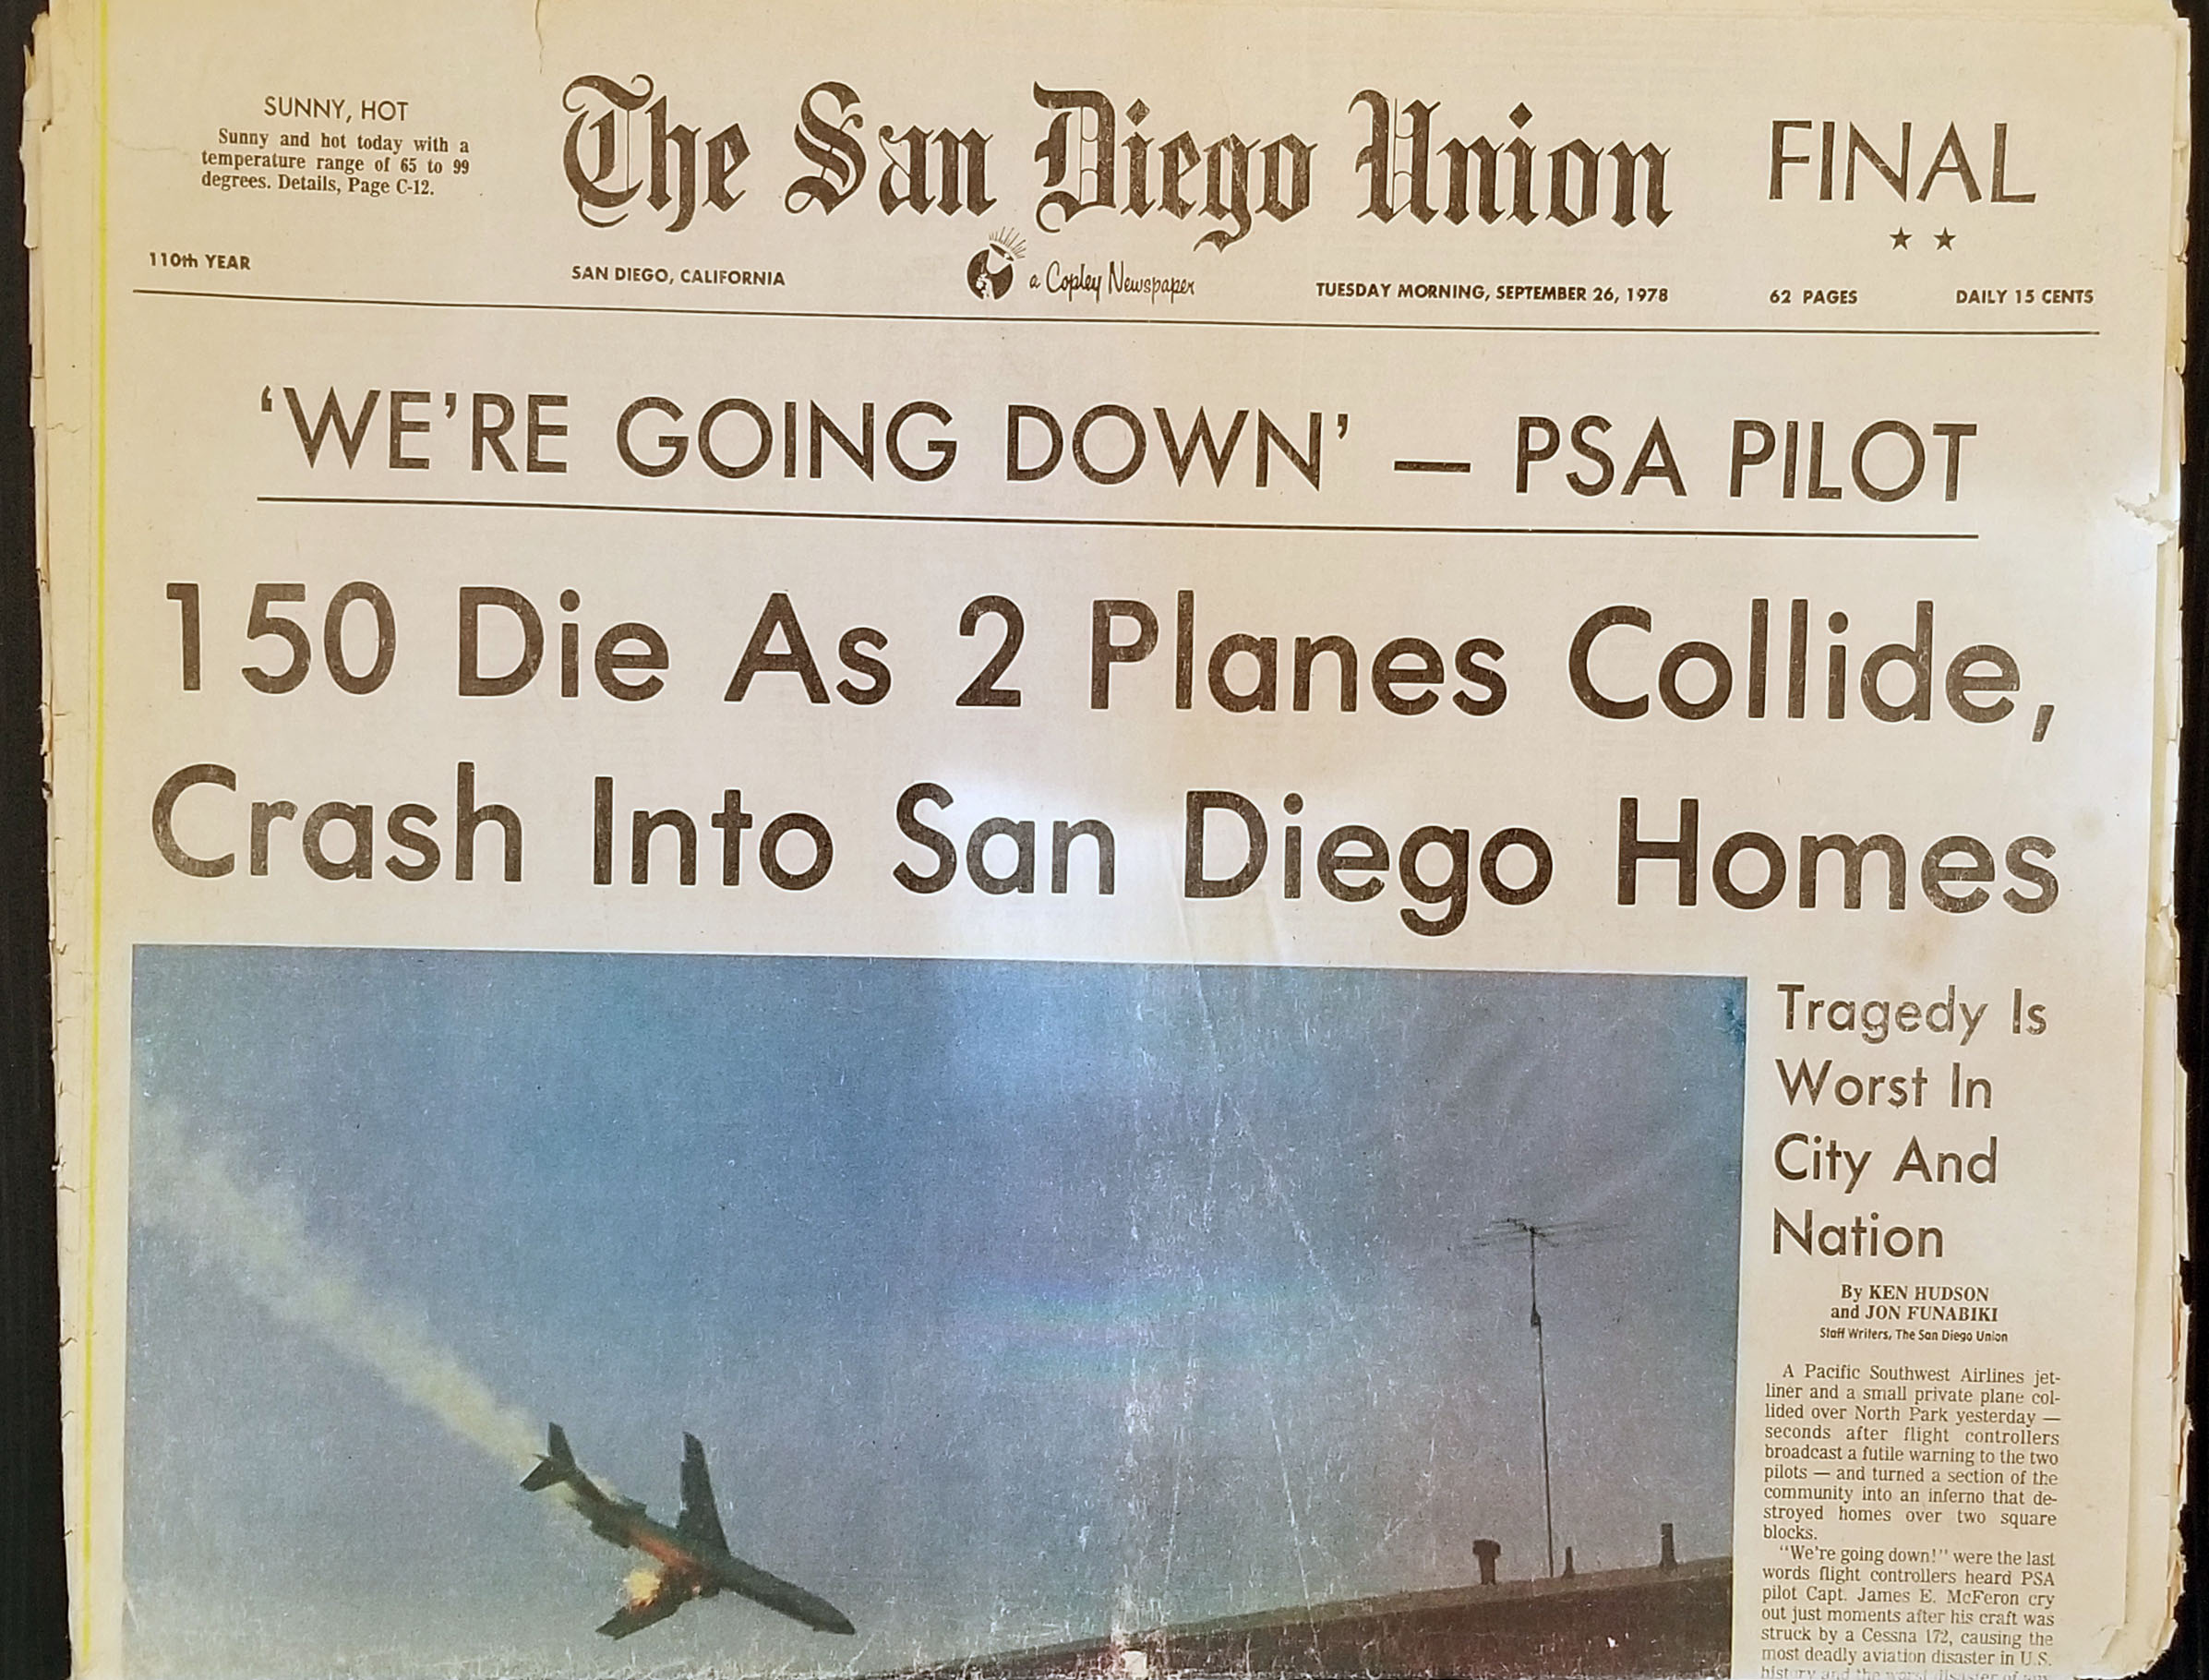 SUNNY, HOT
Sunny and hot today with a
temperature range of 65 to 99
degrees. Details, Page C-12.
The San Diego Union
FINAL
★ ★
110th YEAR
SAN DIEGO, CALIFORNIA
a Copley Newspaper
TUESDAY MORNING, SEPTEMBER 26, 1978
62 PAGES
DAILY 15 CENTS
‘WE’RE GOING DOWN’ — PSA PILOT
150 Die As 2 Planes Collide,
Crash Into San Diego Homes
Tragedy Is
Worst In
City And
Nation
By KEN HUDSON
and JON FUNABIKI
Staff Writers, The San Diego Union
A Pacific Southwest Airlines jet-
liner and a small private plane col-
lided over North Park yesterday —
seconds after flight controllers
broadcast a futile warning to the two
pilots — and turned a section of the
community into an inferno that de-
stroyed homes over two square
blocks.
“We’re going down!” were the last
words flight controllers heard PSA
pilot Capt. James E. McFeron cry
out just moments after his craft was
struck by a Cessna 172, causing the
most deadly aviation disaster in U.S.
history and the worst disaster of any